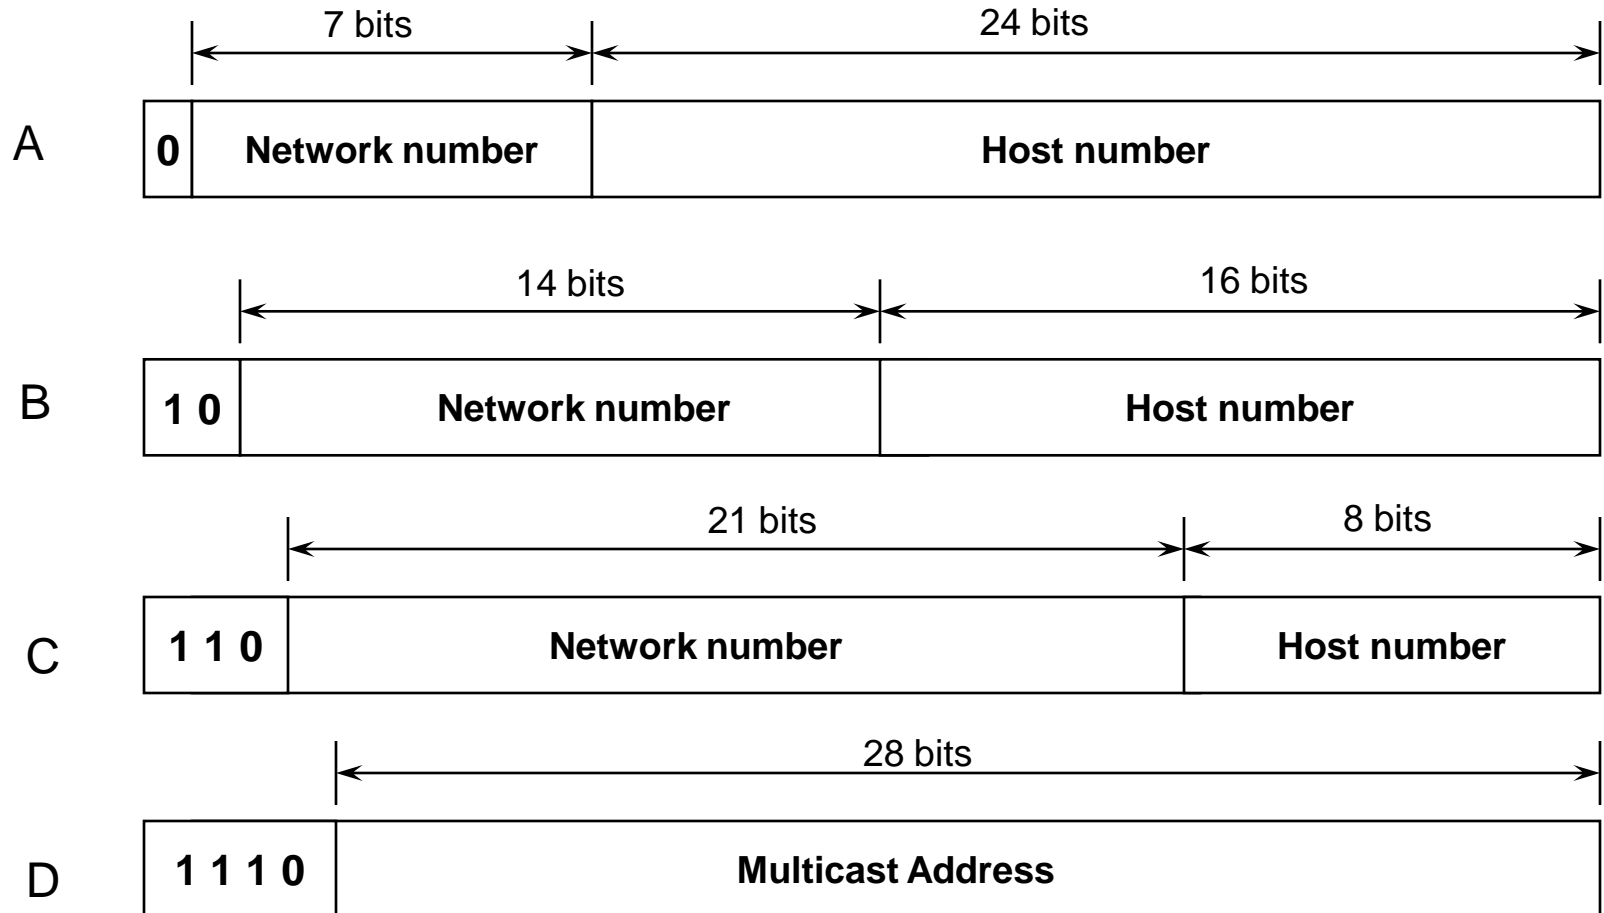 7 bits 24 bits
A 0 Network number Host number
14 bits 16 bits
B 1 0 Network number Host number
21 bits 8 bits
C 1 1 0 Network number Host number
28 bits
D 1 1 1 0 Multicast Address